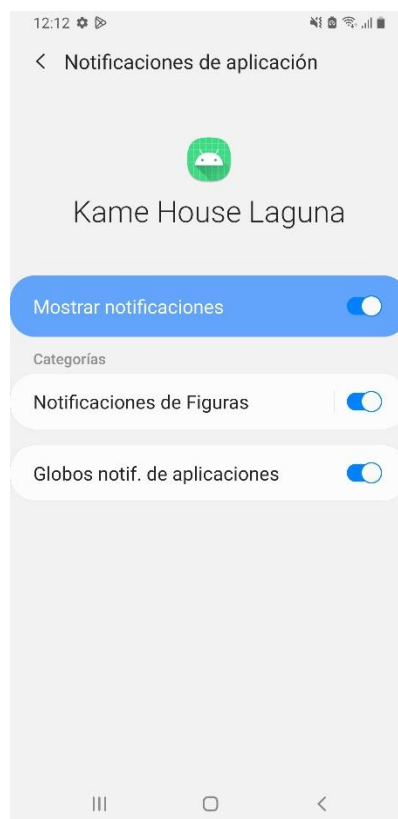 12:12
Notificaciones de aplicación
Kame House Laguna
Mostrar notificaciones
Categorías
Notificaciones de Figuras
Globos notif. de aplicaciones